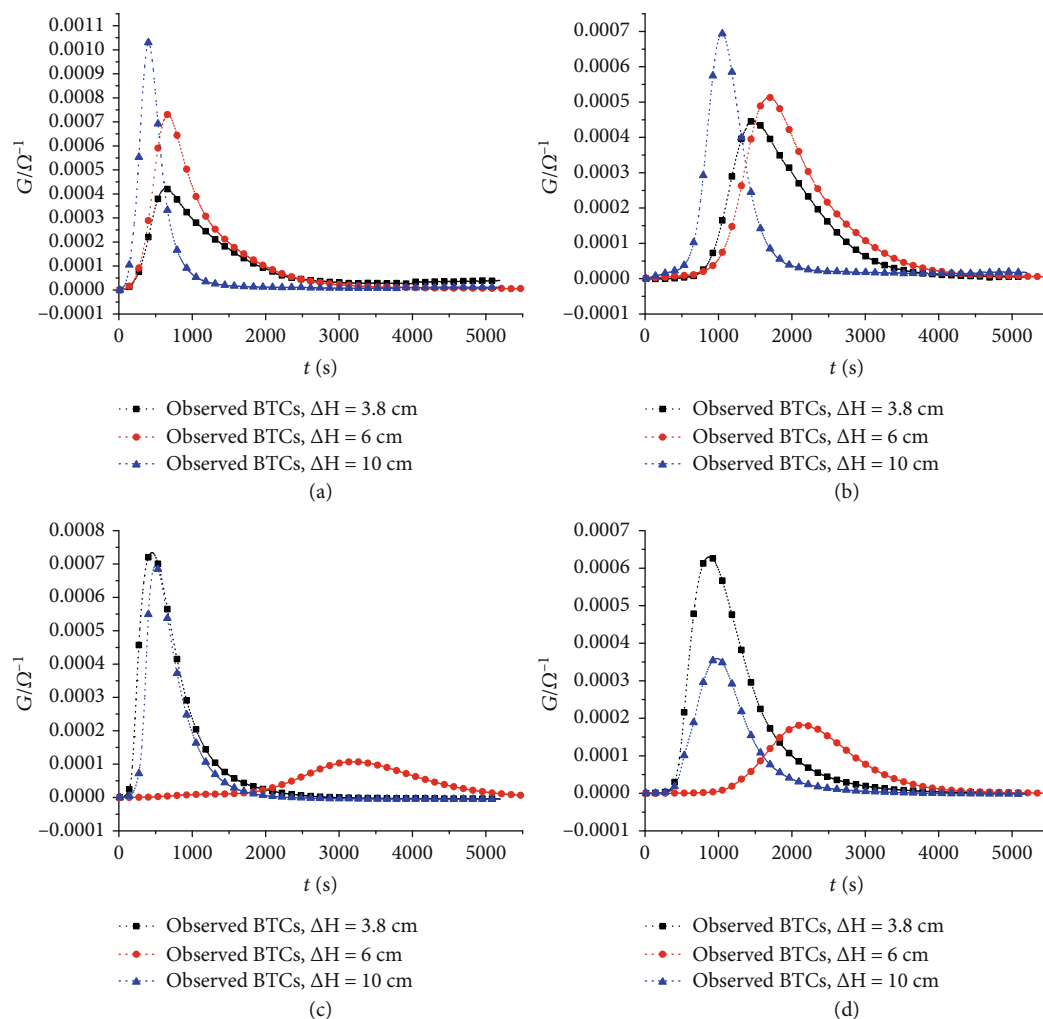 0.0011
0.0010
0.0009
0.0008
0.0007
0.0006
0.0005
0.0004
0.0003
0.0002
0.0001
0.0000
–0.0001
G/Ω⁻¹
0 1000 2000 3000 4000 5000
t (s)
Observed BTCs, ΔH = 3.8 cm
Observed BTCs, ΔH = 6 cm
Observed BTCs, ΔH = 10 cm
(a)
0.0007
0.0006
0.0005
0.0004
0.0003
0.0002
0.0001
0.0000
–0.0001
G/Ω⁻¹
0 1000 2000 3000 4000 5000
t (s)
Observed BTCs, ΔH = 3.8 cm
Observed BTCs, ΔH = 6 cm
Observed BTCs, ΔH = 10 cm
(b)
0.0008
0.0007
0.0006
0.0005
0.0004
0.0003
0.0002
0.0001
0.0000
–0.0001
G/Ω⁻¹
0 1000 2000 3000 4000 5000
t (s)
Observed BTCs, ΔH = 3.8 cm
Observed BTCs, ΔH = 6 cm
Observed BTCs, ΔH = 10 cm
(c)
0.0007
0.0006
0.0005
0.0004
0.0003
0.0002
0.0001
0.0000
–0.0001
G/Ω⁻¹
0 1000 2000 3000 4000 5000
t (s)
Observed BTCs, ΔH = 3.8 cm
Observed BTCs, ΔH = 6 cm
Observed BTCs, ΔH = 10 cm
(d)